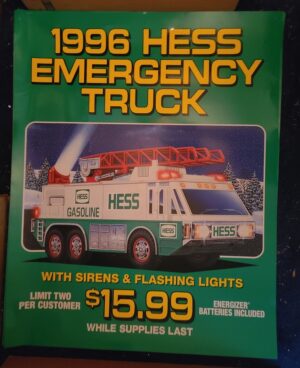 1996 HESS
EMERGENCY
TRUCK
HESS
GASOLINE
HESS
HESS
WITH SIRENS & FLASHING LIGHTS
LIMIT TWO
PER CUSTOMER
$15.99
ENERGIZER®
BATTERIES INCLUDED
WHILE SUPPLIES LAST